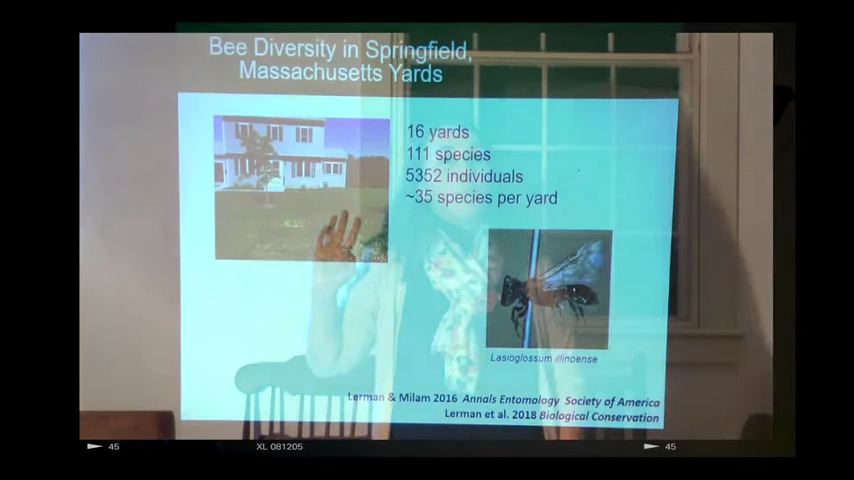 Bee Diversity in Springfield,
Massachusetts Yards
16 yards
111 species
5352 individuals
~35 species per yard
Lasioglossum illinoense
Lerman & Milam 2016 Annals Entomology Society of America
Lerman et al. 2018 Biological Conservation
45
XL 081205
45